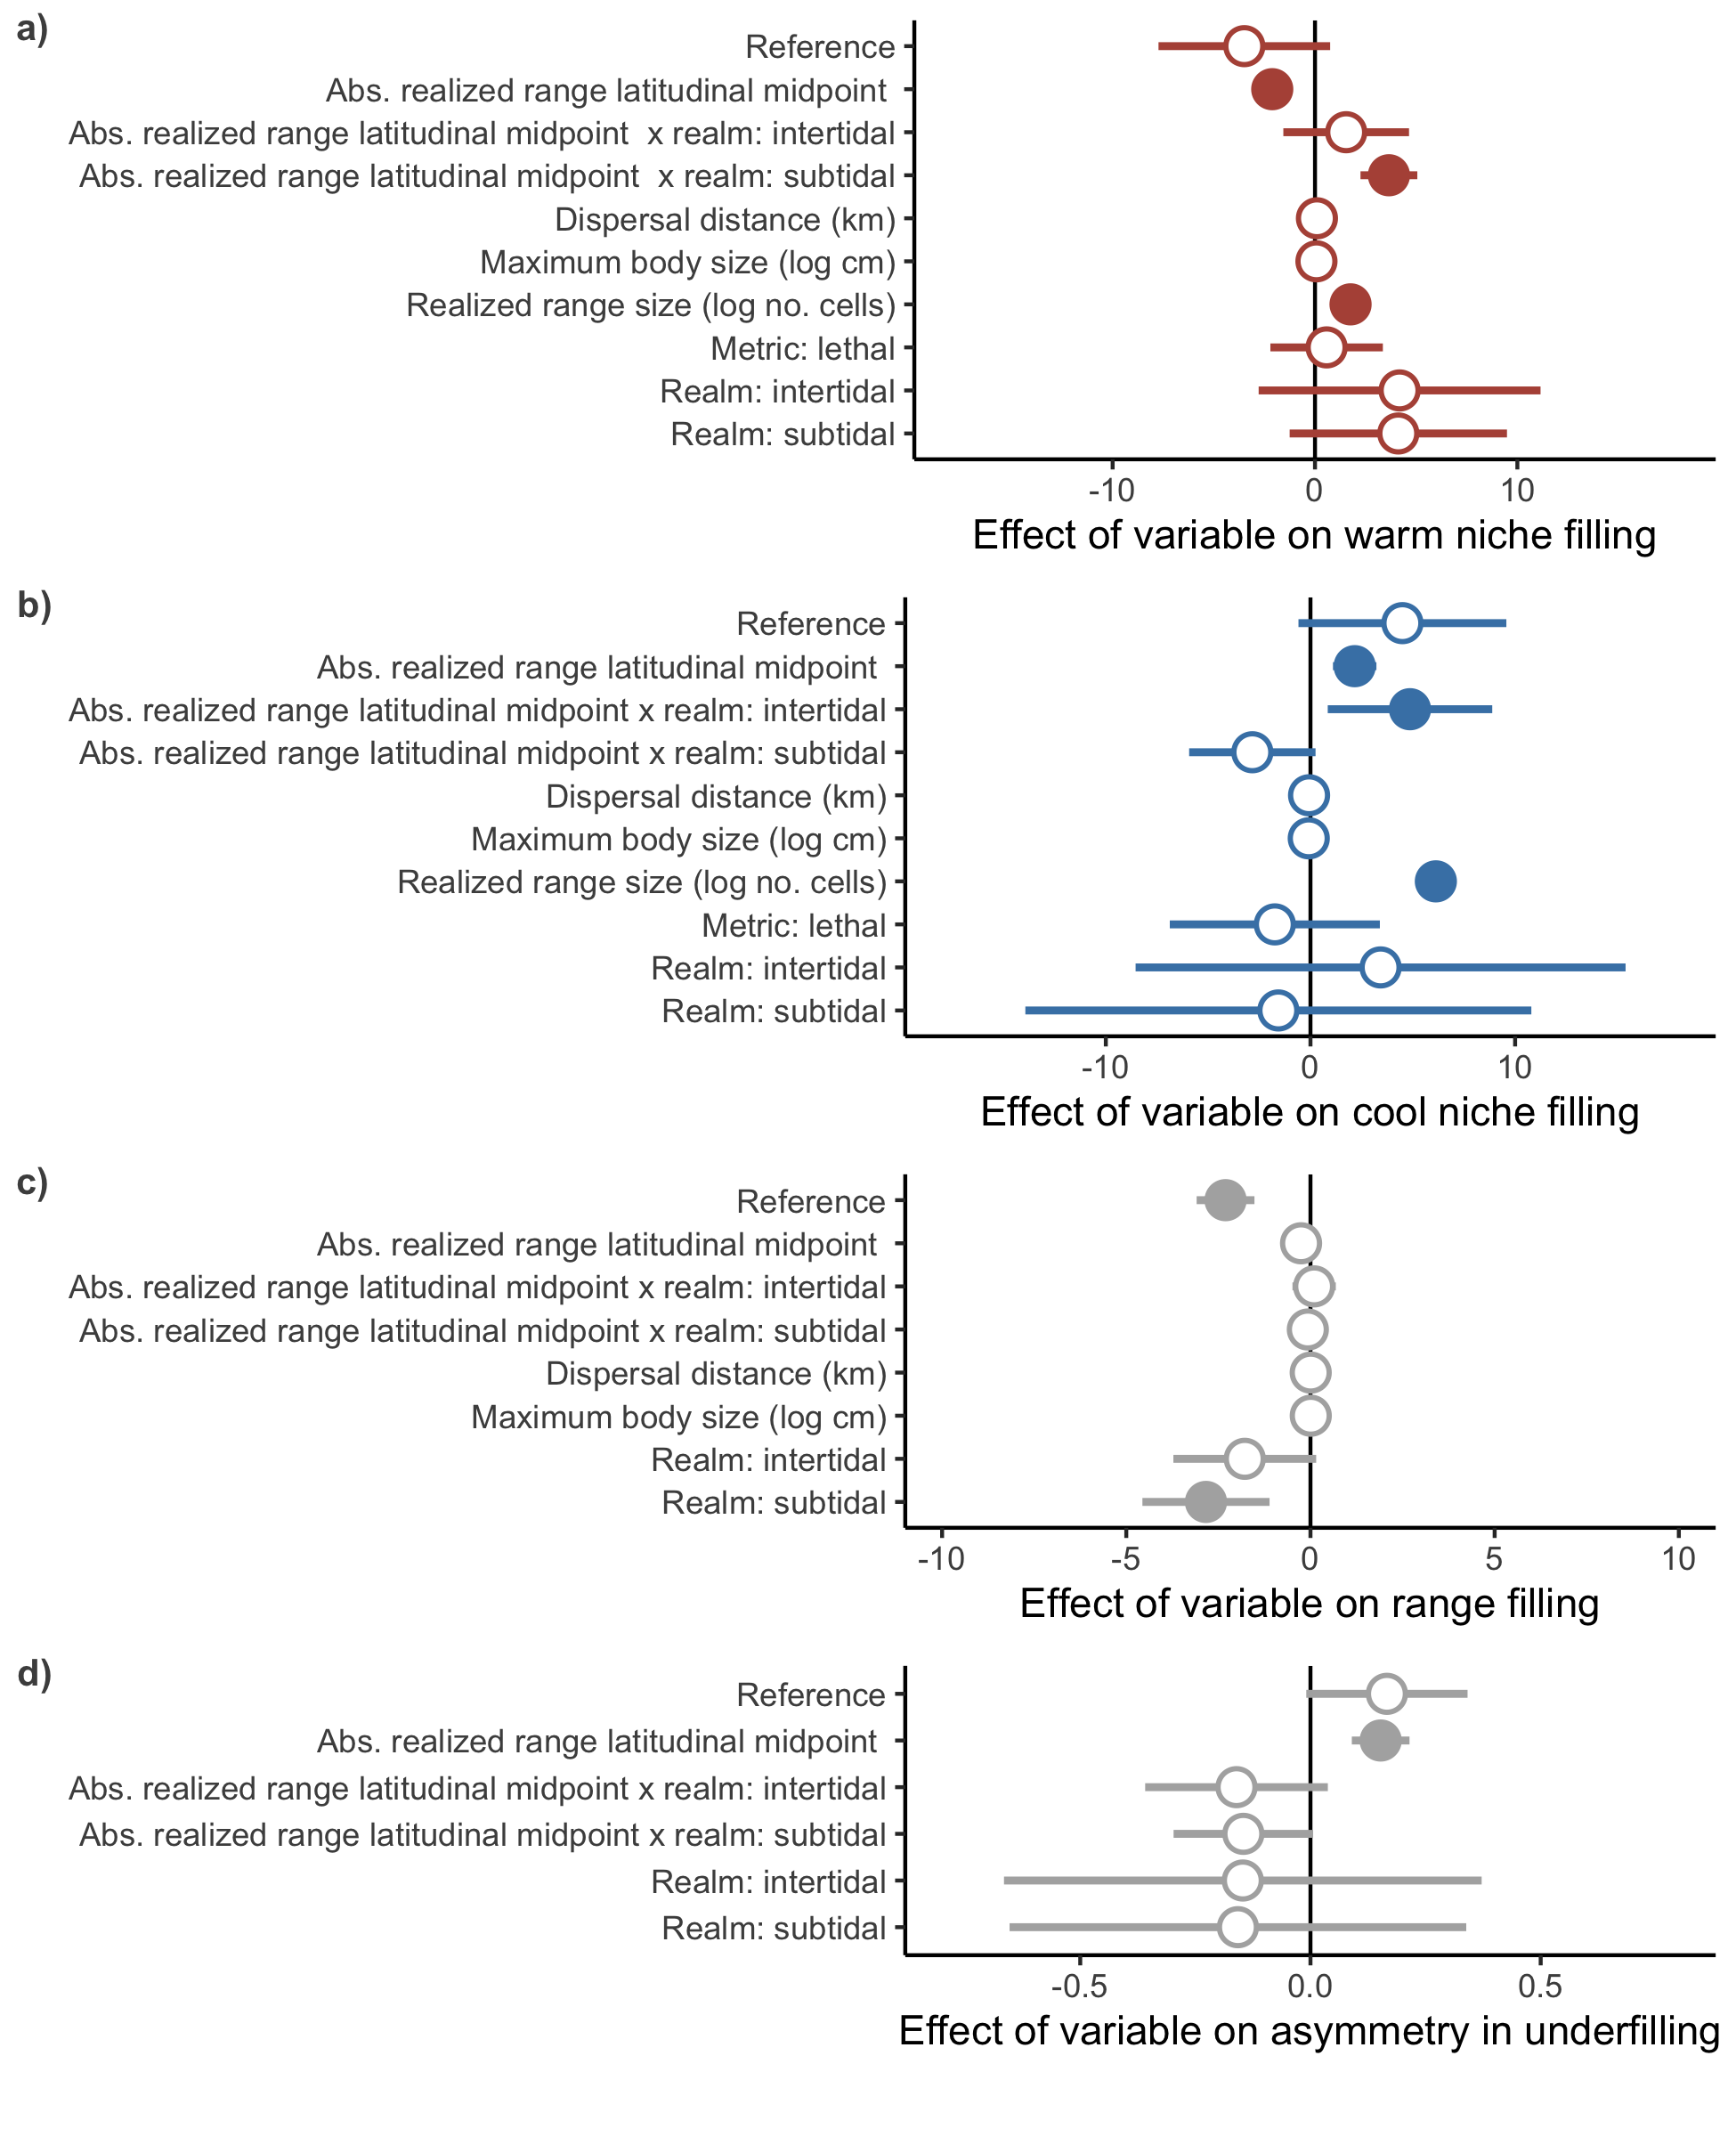 a)
Reference
Abs. realized range latitudinal midpoint
Abs. realized range latitudinal midpoint  x realm: intertidal
Abs. realized range latitudinal midpoint  x realm: subtidal
Dispersal distance (km)
Maximum body size (log cm)
Realized range size (log no. cells)
Metric: lethal
Realm: intertidal
Realm: subtidal
-10 0 10
Effect of variable on warm niche filling
b)
Reference
Abs. realized range latitudinal midpoint
Abs. realized range latitudinal midpoint x realm: intertidal
Abs. realized range latitudinal midpoint x realm: subtidal
Dispersal distance (km)
Maximum body size (log cm)
Realized range size (log no. cells)
Metric: lethal
Realm: intertidal
Realm: subtidal
-10 0 10
Effect of variable on cool niche filling
c)
Reference
Abs. realized range latitudinal midpoint
Abs. realized range latitudinal midpoint x realm: intertidal
Abs. realized range latitudinal midpoint x realm: subtidal
Dispersal distance (km)
Maximum body size (log cm)
Realm: intertidal
Realm: subtidal
-10 -5 0 5 10
Effect of variable on range filling
d)
Reference
Abs. realized range latitudinal midpoint
Abs. realized range latitudinal midpoint x realm: intertidal
Abs. realized range latitudinal midpoint x realm: subtidal
Realm: intertidal
Realm: subtidal
-0.5 0.0 0.5
Effect of variable on asymmetry in underfilling